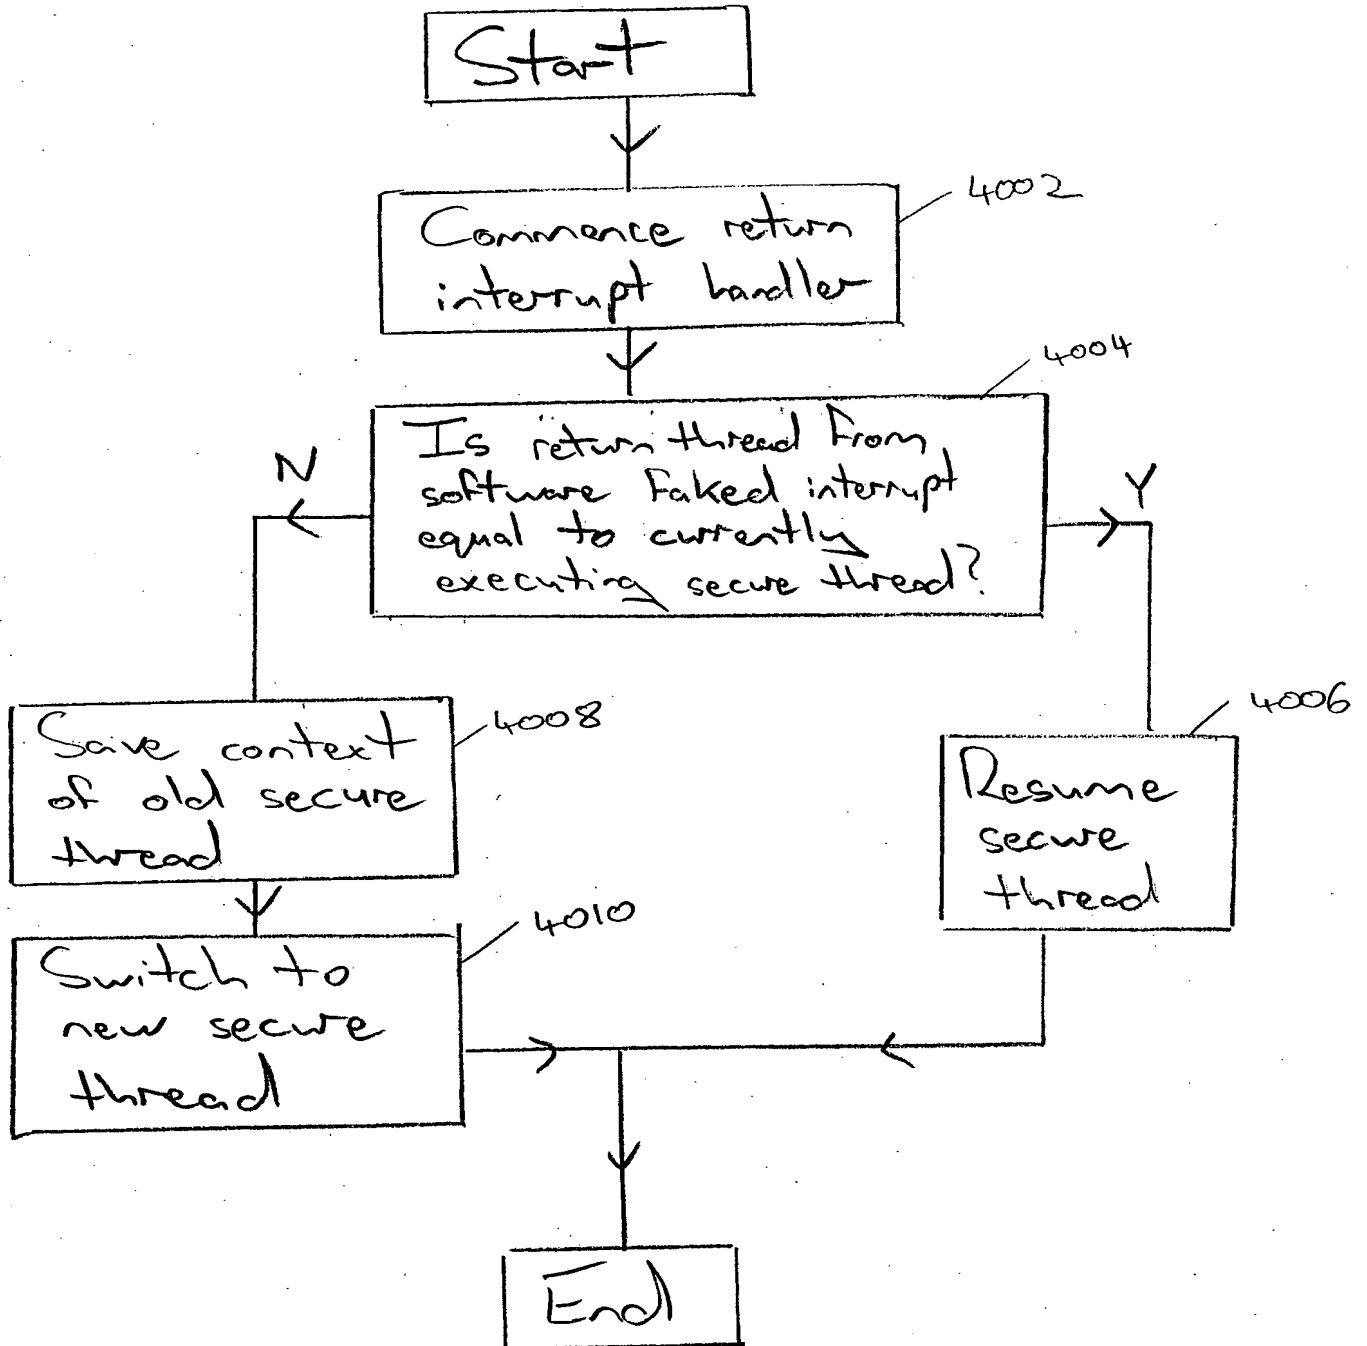 Start
4002
Commence return
interrupt handler
4004
Is return thread from
software faked interrupt
equal to currently
executing secure thread?
N
Y
4008
Save context
of old secure
thread
4006
Resume
secure
thread
4010
Switch to
new secure
thread
End